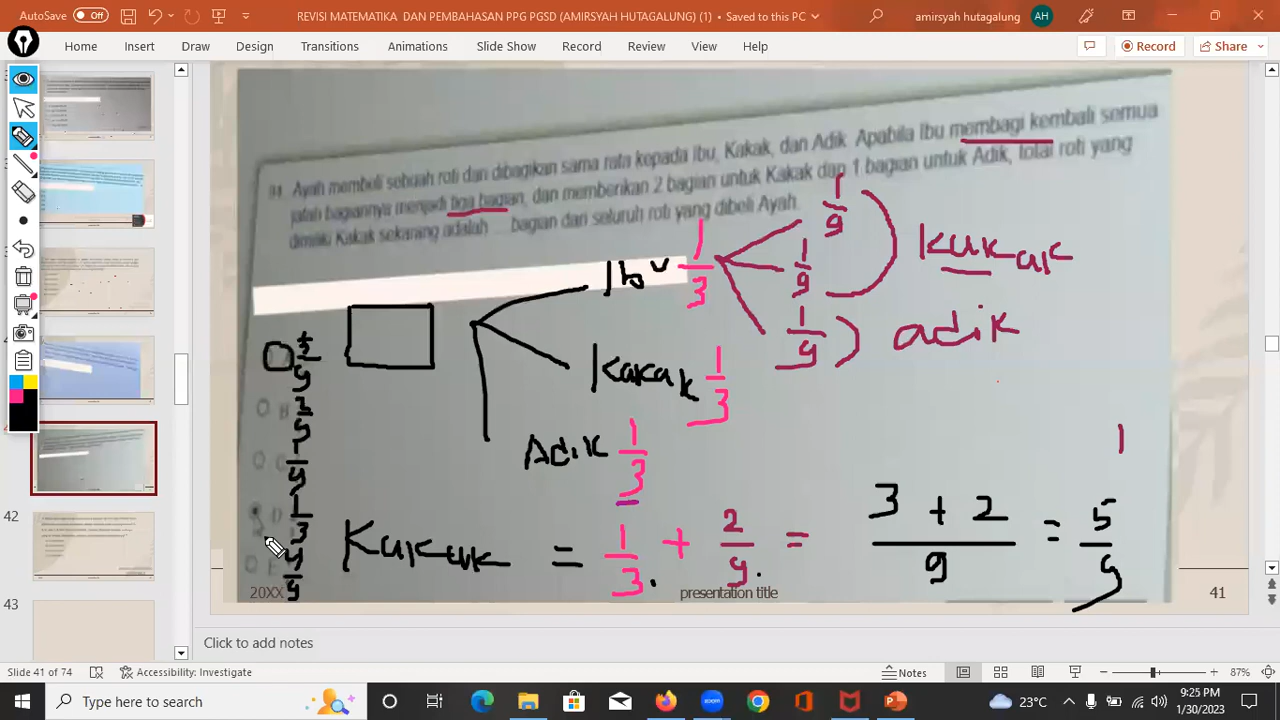 AutoSave Off
REVISI MATEMATIKA DAN PEMBAHASAN PPG PGSD (AMIRSYAH HUTAGALUNG) (1) • Saved to this PC
amirsyah hutagalung AH
Home Insert Draw Design Transitions Animations Slide Show Record Review View Help
Record Share
Ayah membeli sebuah roti dan dibagikan sama rata kepada Ibu, Kakak, dan Adik. Apabila Ibu membagi kembali semua
jatah bagiannya menjadi tiga bagian, dan memberikan 2 bagian untuk Kakak dan 1 bagian untuk Adik, total roti yang
dimiliki Kakak sekarang adalah ... bagian dari seluruh roti yang dibeli Ayah.
Ibu 1/3
1/9
1/9
Kakak
1/9
adik
Kakak 1/3
Adik 1/3
5/9
1/3
Kakak = 1/3 + 2/9 = 3 + 2 / 9 = 5/9
20XX
presentation title
41
42
43
Click to add notes
Slide 41 of 74
Accessibility: Investigate
Notes
87%
Type here to search
23°C
9:25 PM
1/30/2023